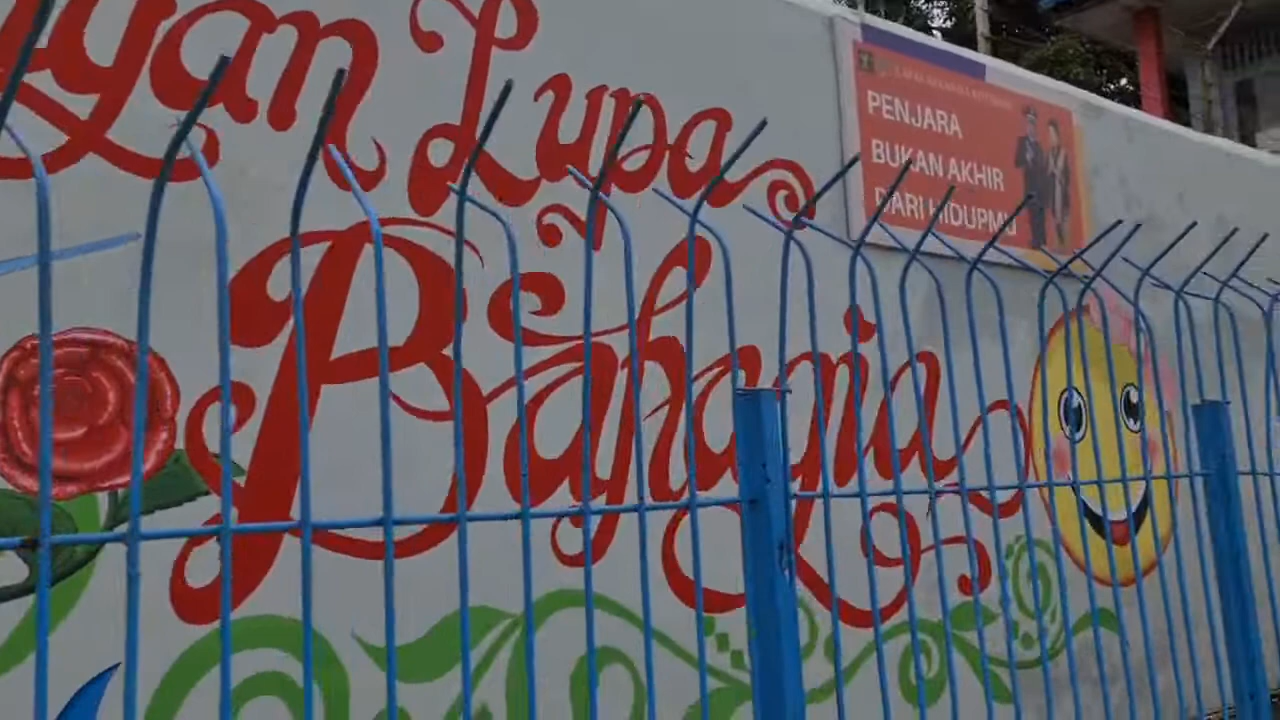 Lupa
Bahagia
PENJARA
BUKAN AKHIR
DARI HIDUPMU